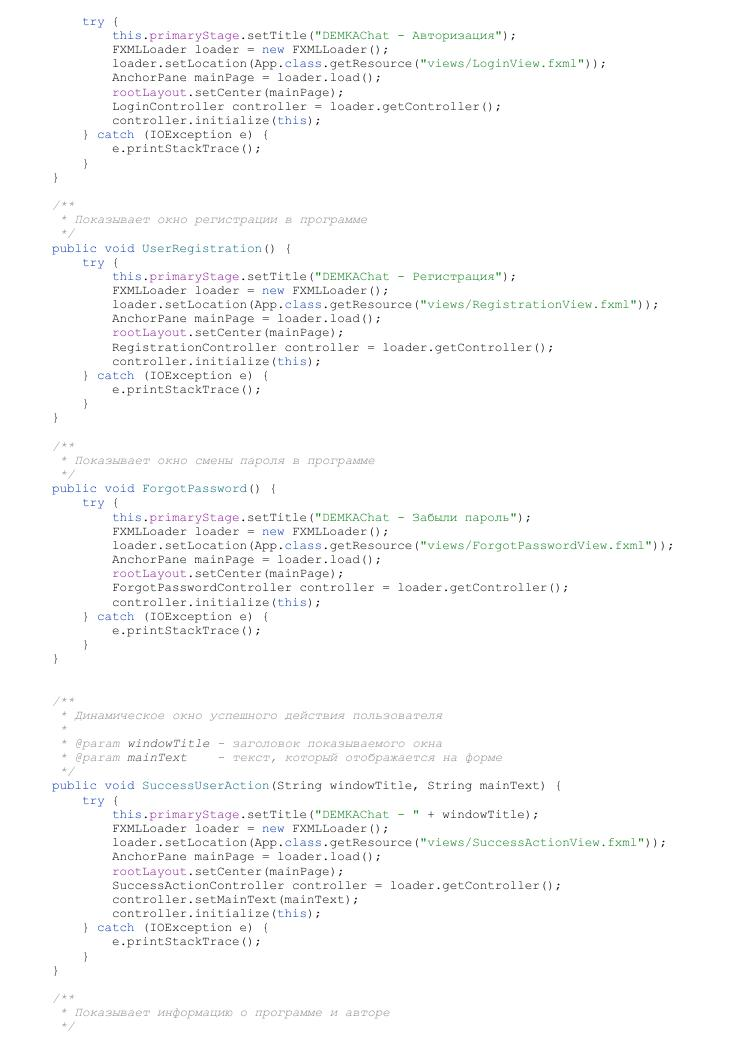 try {
this.primaryStage.setTitle("DEMKAChat - Авторизация");
FXMLLoader loader = new FXMLLoader();
loader.setLocation(App.class.getResource("views/LoginView.fxml"));
AnchorPane mainPage = loader.load();
rootLayout.setCenter(mainPage);
LoginController controller = loader.getController();
controller.initialize(this);
} catch (IOException e) {
e.printStackTrace();
}
}
/**
* Показывает окно регистрации в программе
*/
public void UserRegistration() {
try {
this.primaryStage.setTitle("DEMKAChat - Регистрация");
FXMLLoader loader = new FXMLLoader();
loader.setLocation(App.class.getResource("views/RegistrationView.fxml"));
AnchorPane mainPage = loader.load();
rootLayout.setCenter(mainPage);
RegistrationController controller = loader.getController();
controller.initialize(this);
} catch (IOException e) {
e.printStackTrace();
}
}
/**
* Показывает окно смены пароля в программе
*/
public void ForgotPassword() {
try {
this.primaryStage.setTitle("DEMKAChat - Забыли пароль");
FXMLLoader loader = new FXMLLoader();
loader.setLocation(App.class.getResource("views/ForgotPasswordView.fxml"));
AnchorPane mainPage = loader.load();
rootLayout.setCenter(mainPage);
ForgotPasswordController controller = loader.getController();
controller.initialize(this);
} catch (IOException e) {
e.printStackTrace();
}
}
/**
* Динамическое окно успешного действия пользователя
*
* @param windowTitle - заголовок показываемого окна
* @param mainText    - текст, который отображается на форме
*/
public void SuccessUserAction(String windowTitle, String mainText) {
try {
this.primaryStage.setTitle("DEMKAChat - " + windowTitle);
FXMLLoader loader = new FXMLLoader();
loader.setLocation(App.class.getResource("views/SuccessActionView.fxml"));
AnchorPane mainPage = loader.load();
rootLayout.setCenter(mainPage);
SuccessActionController controller = loader.getController();
controller.setMainText(mainText);
controller.initialize(this);
} catch (IOException e) {
e.printStackTrace();
}
}
/**
* Показывает информацию о программе и авторе
*/